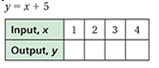 y = x + 5
Input, x 1 2 3 4
Output, y